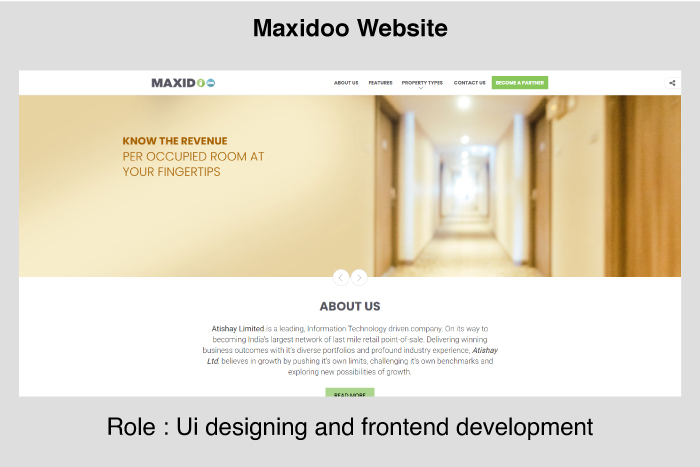 Maxidoo Website
MAXIDOO
ABOUT US FEATURES PROPERTY TYPES CONTACT US BECOME A PARTNER
KNOW THE REVENUE
PER OCCUPIED ROOM AT
YOUR FINGERTIPS
ABOUT US
Atishay Limited is a leading, Information Technology driven company. On its way to
becoming India's largest network of last mile retail point-of-sale. Delivering winning
business outcomes with it's diverse portfolios and profound industry experience, Atishay
Ltd. believes in growth by pushing it's own limits, challenging it's own benchmarks and
exploring new possibilities of growth.
READ MORE
Role : Ui designing and frontend development